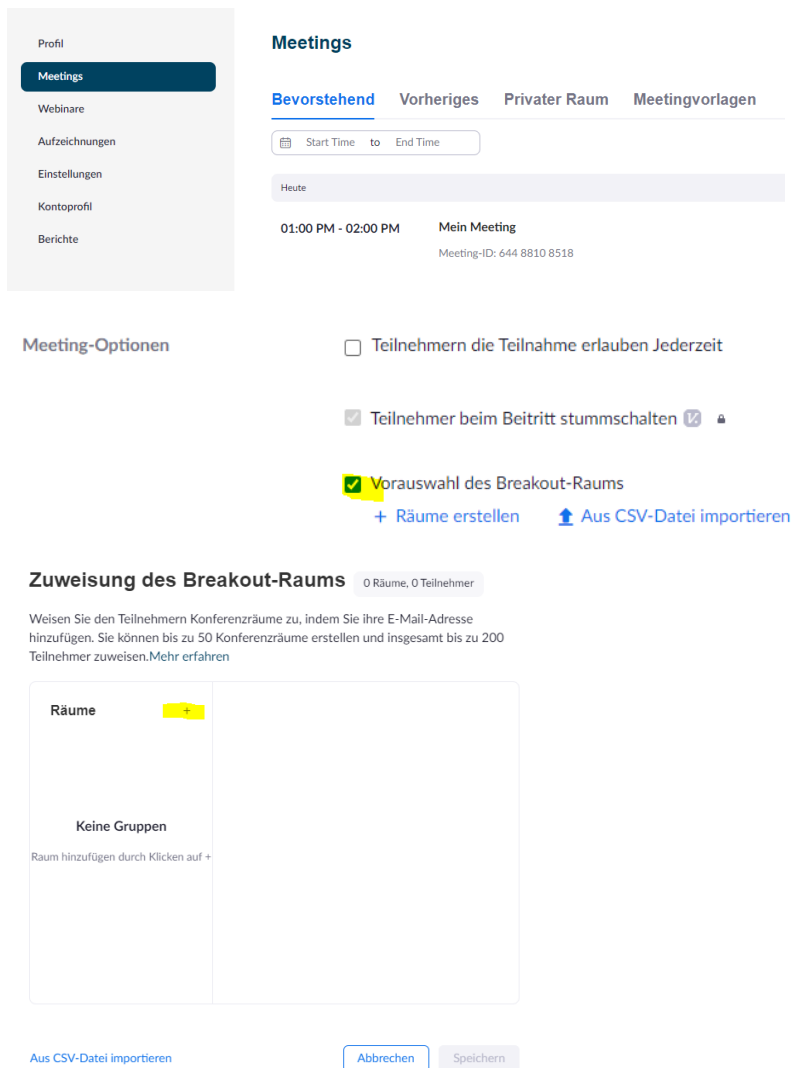 Profil
Meetings
Webinare
Aufzeichnungen
Einstellungen
Kontoprofil
Berichte
Meetings
Bevorstehend Vorheriges Privater Raum Meetingvorlagen
Start Time to End Time
Heute
01:00 PM - 02:00 PM Mein Meeting
Meeting-ID: 644 8810 8518
Meeting-Optionen
Teilnehmern die Teilnahme erlauben Jederzeit
Teilnehmer beim Beitritt stummschalten
Vorauswahl des Breakout-Raums
+ Räume erstellen Aus CSV-Datei importieren
Zuweisung des Breakout-Raums 0 Räume, 0 Teilnehmer
Weisen Sie den Teilnehmern Konferenzräume zu, indem Sie ihre E-Mail-Adresse
hinzufügen. Sie können bis zu 50 Konferenzräume erstellen und insgesamt bis zu 200
Teilnehmer zuweisen.Mehr erfahren
Räume +
Keine Gruppen
Raum hinzufügen durch Klicken auf +
Aus CSV-Datei importieren Abbrechen Speichern